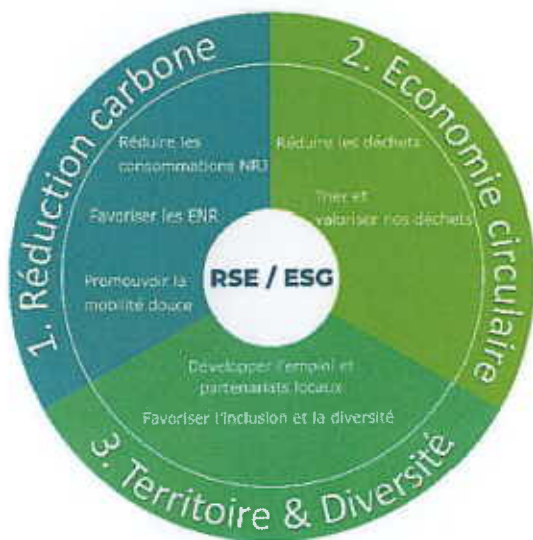 1. Réduction carbone
Réduire les
consommations NRJ
Favoriser les ENR
Promouvoir la
mobilité douce
2. Economie circulaire
Réduire les déchets
Trier et
valoriser nos déchets
RSE / ESG
Développer l'emploi et
partenariats locaux
Favoriser l'inclusion et la diversité
3. Territoire & Diversité